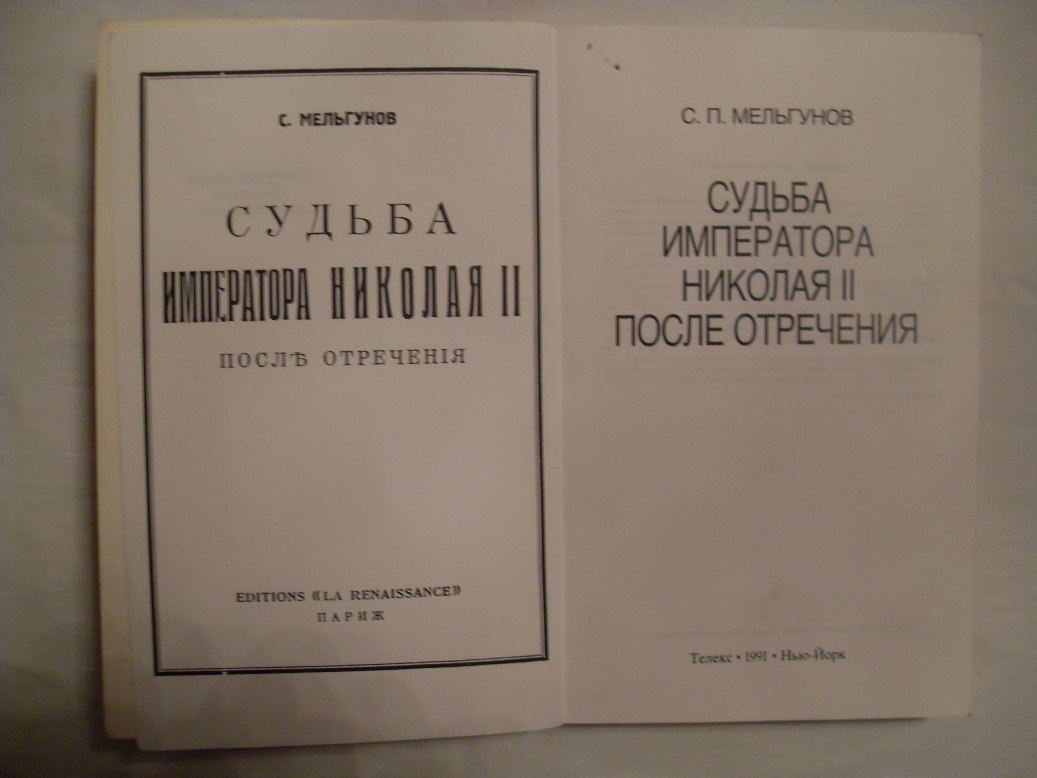 С. МЕЛЬГУНОВ
СУДЬБА
ИМПЕРАТОРА НИКОЛАЯ II
ПОСЛѢ ОТРЕЧЕНІЯ
EDITIONS «LA RENAISSANCE»
ПАРИЖ
С. П. МЕЛЬГУНОВ
СУДЬБА
ИМПЕРАТОРА
НИКОЛАЯ II
ПОСЛЕ ОТРЕЧЕНИЯ
Телекс • 1991 • Нью-Йорк